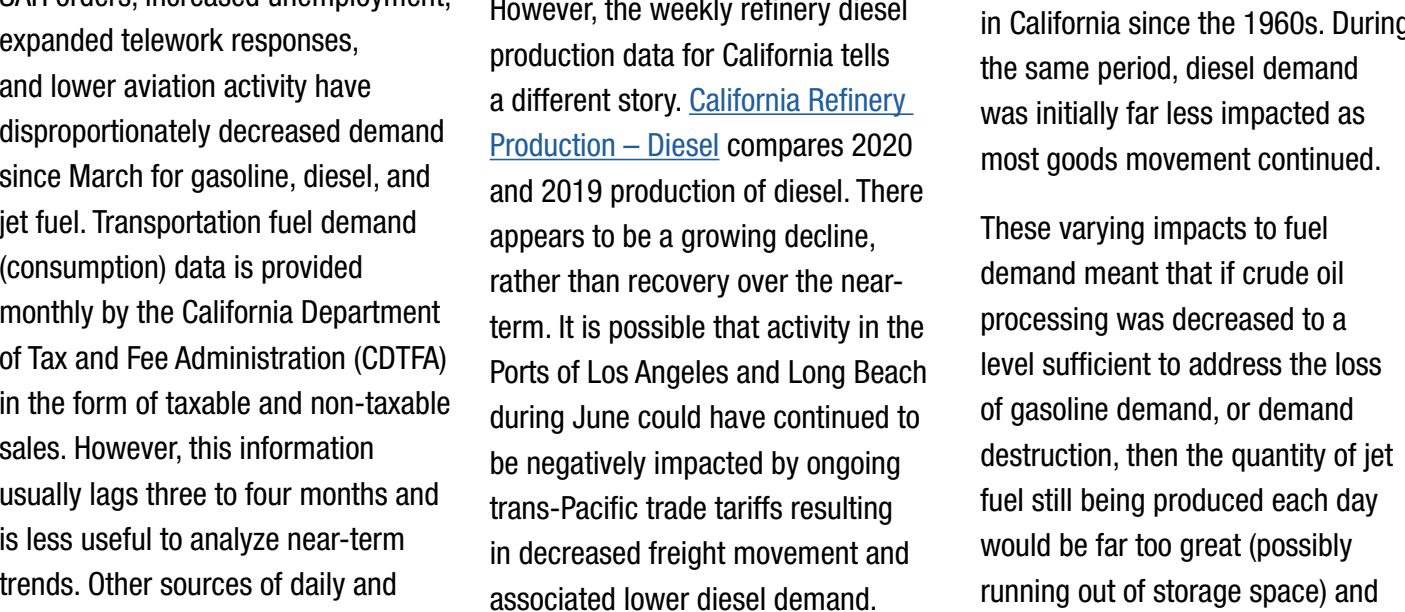 SAH orders, increased unemployment,
expanded telework responses,
and lower aviation activity have
disproportionately decreased demand
since March for gasoline, diesel, and
jet fuel. Transportation fuel demand
(consumption) data is provided
monthly by the California Department
of Tax and Fee Administration (CDTFA)
in the form of taxable and non-taxable
sales. However, this information
usually lags three to four months and
is less useful to analyze near-term
trends. Other sources of daily and
However, the weekly refinery diesel
production data for California tells
a different story. California Refinery
Production – Diesel compares 2020
and 2019 production of diesel. There
appears to be a growing decline,
rather than recovery over the near-
term. It is possible that activity in the
Ports of Los Angeles and Long Beach
during June could have continued to
be negatively impacted by ongoing
trans-Pacific trade tariffs resulting
in decreased freight movement and
associated lower diesel demand.
in California since the 1960s. During
the same period, diesel demand
was initially far less impacted as
most goods movement continued.
These varying impacts to fuel
demand meant that if crude oil
processing was decreased to a
level sufficient to address the loss
of gasoline demand, or demand
destruction, then the quantity of jet
fuel still being produced each day
would be far too great (possibly
running out of storage space) and